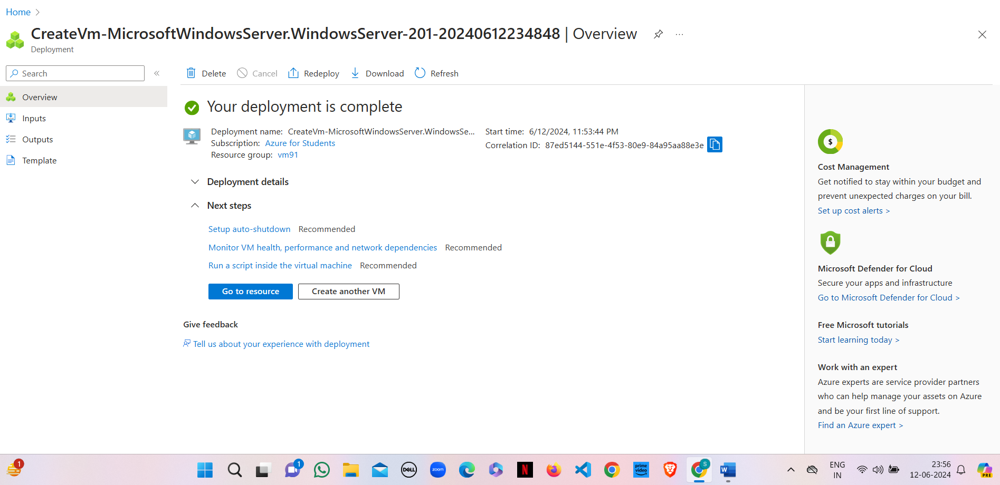 Home
CreateVm-MicrosoftWindowsServer.WindowsServer-201-20240612234848 | Overview
Deployment
Search
Delete Cancel Redeploy Download Refresh
Overview
Inputs
Outputs
Template
Your deployment is complete
Deployment name: CreateVm-MicrosoftWindowsServer.WindowsSe...
Subscription: Azure for Students
Resource group: vm91
Start time: 6/12/2024, 11:53:44 PM
Correlation ID: 87ed5144-551e-4f53-80e9-84a95aa88e3e
Deployment details
Next steps
Setup auto-shutdown Recommended
Monitor VM health, performance and network dependencies Recommended
Run a script inside the virtual machine Recommended
Go to resource Create another VM
Give feedback
Tell us about your experience with deployment
$
Cost Management
Get notified to stay within your budget and
prevent unexpected charges on your bill.
Set up cost alerts >
Microsoft Defender for Cloud
Secure your apps and infrastructure
Go to Microsoft Defender for Cloud >
Free Microsoft tutorials
Start learning today >
Work with an expert
Azure experts are service provider partners
who can help manage your assets on Azure
and be your first line of support.
Find an Azure expert >
1
1
DELL
zoom
N
prime video
S
W
ENG
IN
23:56
12-06-2024
PRE